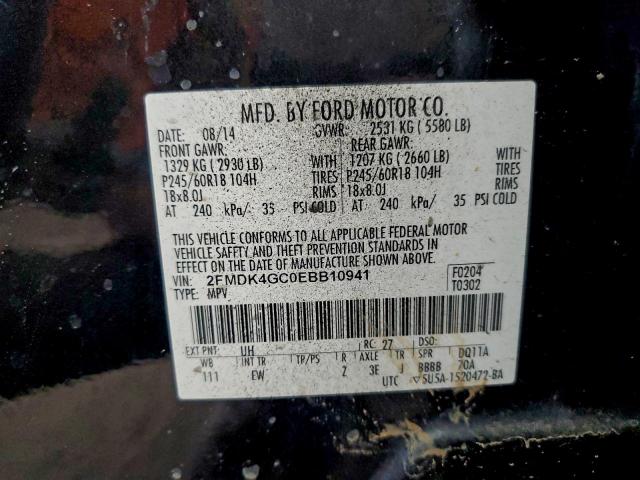 MFD. BY FORD MOTOR CO.
DATE: 08/14 GVWR: 2531 KG ( 5580 LB)
FRONT GAWR: REAR GAWR:
1329 KG ( 2930 LB) WITH 1207 KG ( 2660 LB) WITH
P245/60R18 104H TIRES P245/60R18 104H TIRES
18x8.0J RIMS 18x8.0J RIMS
AT 240 kPa/ 35 PSI COLD AT 240 kPa/ 35 PSI COLD
THIS VEHICLE CONFORMS TO ALL APPLICABLE FEDERAL MOTOR
VEHICLE SAFETY AND THEFT PREVENTION STANDARDS IN
EFFECT ON THE DATE OF MANUFACTURE SHOWN ABOVE.
VIN: 2FMDK4GC0EBB10941 F0204
TYPE: MPV T0302
EXT PNT: UH RC: 27 DSO:
WB INT TR TP/PS R AXLE TR SPR DQ11A
111 EW 2 3E J BBBB 70A
UTC 5U5A-1520472-BA